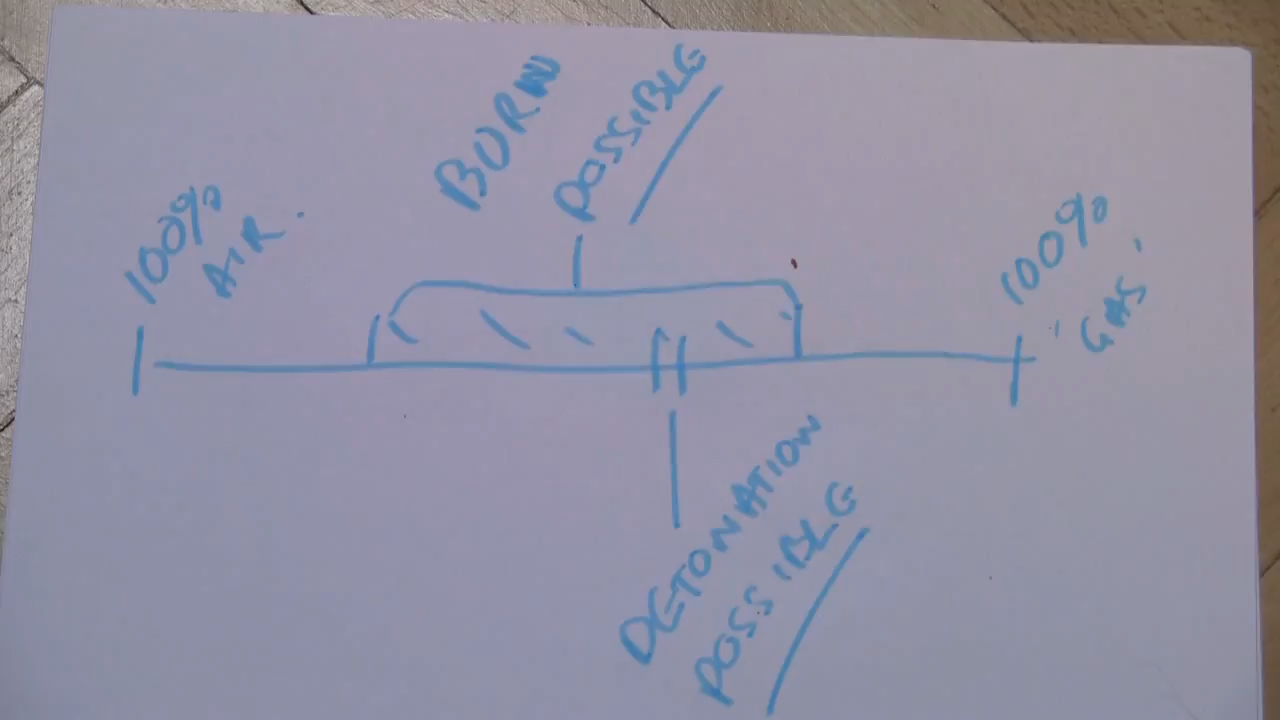 100%
AIR.
BURN
POSSIBLE
100%
GAS
DETONATION
POSSIBLE